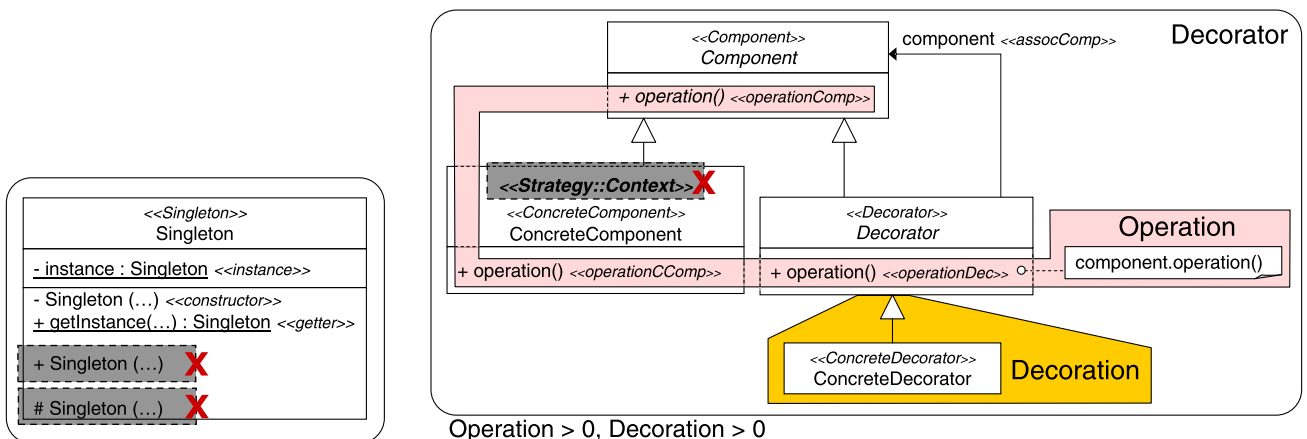 <<Singleton>>
Singleton
- instance : Singleton <<instance>>
- Singleton (…) <<constructor>>
+ getInstance(…) : Singleton <<getter>>
+ Singleton (…) X
# Singleton (…) X
Decorator
<<Component>>
Component
component <<assocComp>>
+ operation() <<operationComp>>
<<Strategy::Context>> X
<<ConcreteComponent>>
ConcreteComponent
+ operation() <<operationCComp>>
<<Decorator>>
Decorator
+ operation() <<operationDec>>
Operation
component.operation()
<<ConcreteDecorator>>
ConcreteDecorator
Decoration
Operation > 0, Decoration > 0